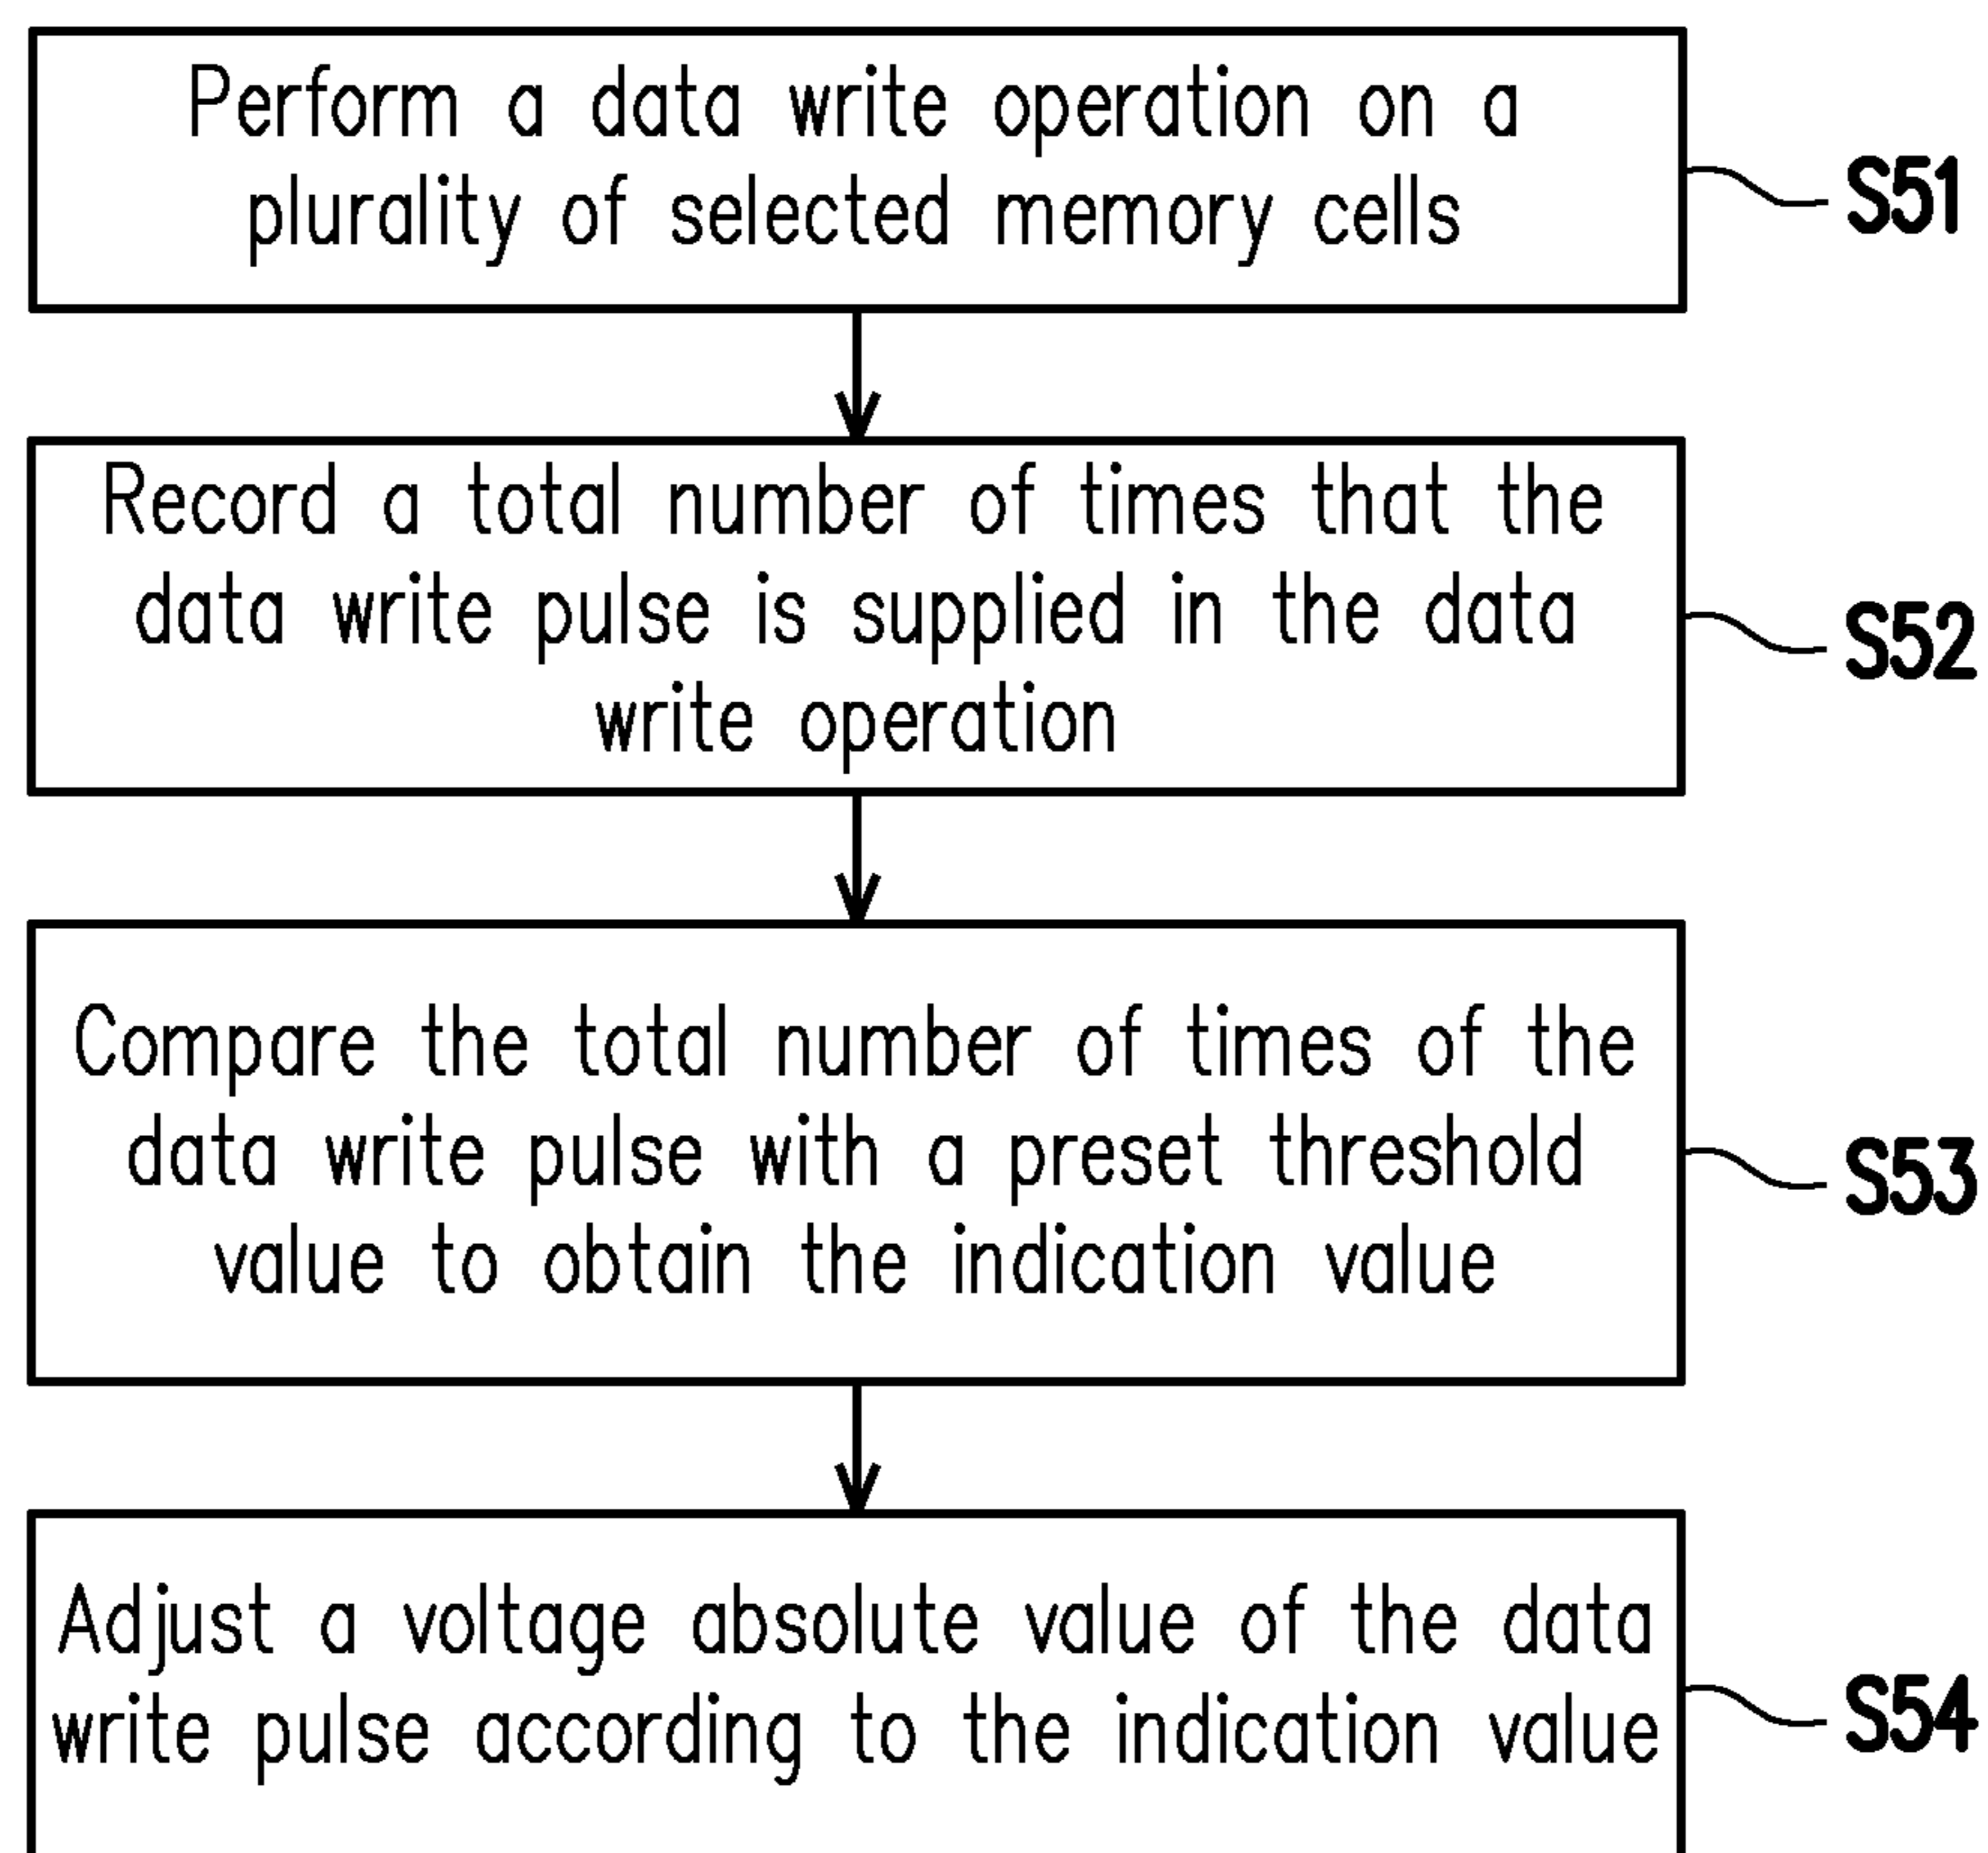 Perform a data write operation on a
plurality of selected memory cells
S51
Record a total number of times that the
data write pulse is supplied in the data
write operation
S52
Compare the total number of times of the
data write pulse with a preset threshold
value to obtain the indication value
S53
Adjust a voltage absolute value of the data
write pulse according to the indication value
S54